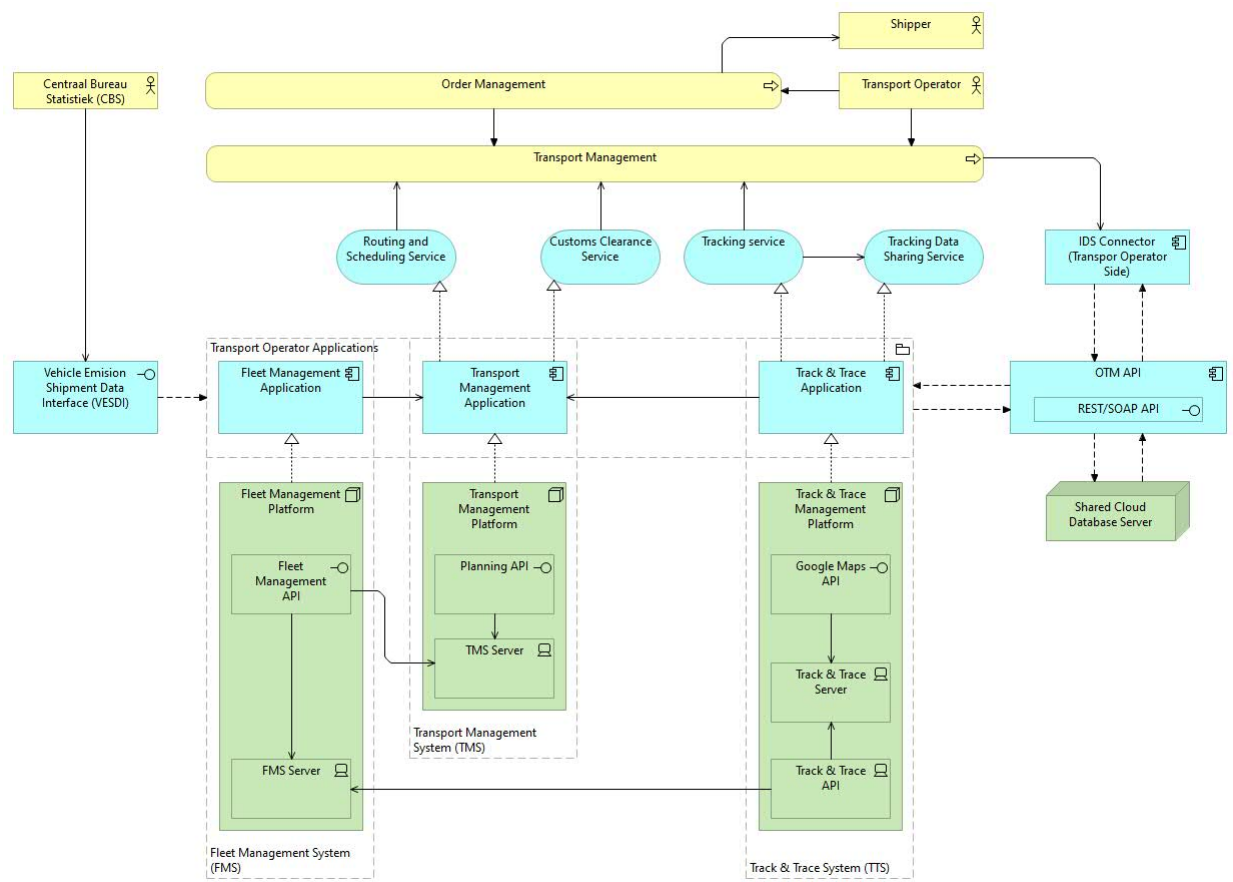 Shipper
Centraal Bureau
Statistiek (CBS)
Order Management
Transport Operator
Transport Management
Routing and
Scheduling Service
Customs Clearance
Service
Tracking service
Tracking Data
Sharing Service
IDS Connector
(Transpor Operator
Side)
Transport Operator Applications
Vehicle Emision
Shipment Data
Interface (VESDI)
Fleet Management
Application
Transport
Management
Application
Track & Trace
Application
OTM API
REST/SOAP API
Fleet Management
Platform
Transport
Management
Platform
Track & Trace
Management
Platform
Shared Cloud
Database Server
Fleet
Management
API
Planning API
Google Maps
API
TMS Server
Track & Trace
Server
Transport Management
System (TMS)
FMS Server
Track & Trace
API
Fleet Management System
(FMS)
Track & Trace System (TTS)